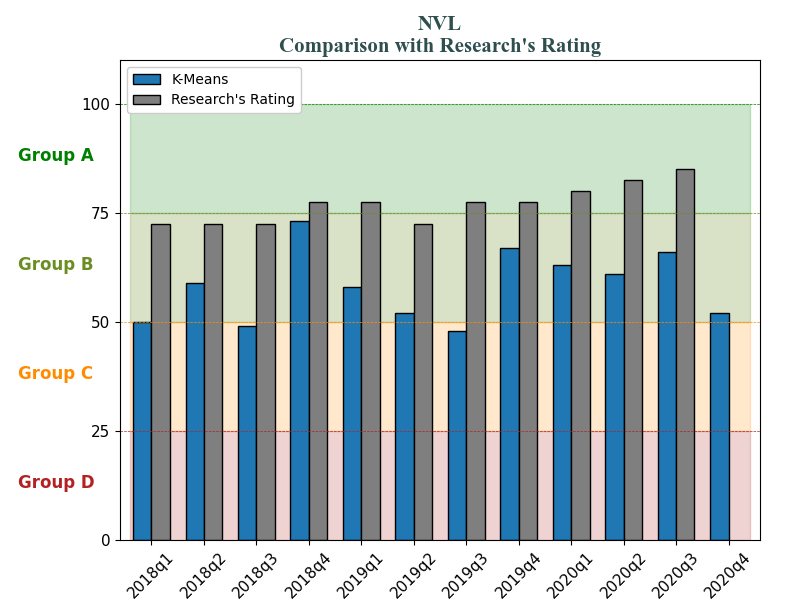 NVL
Comparison with Research's Rating
K-Means
Research's Rating
100
Group A
75
Group B
50
Group C
25
Group D
0
2018q1
2018q2
2018q3
2018q4
2019q1
2019q2
2019q3
2019q4
2020q1
2020q2
2020q3
2020q4